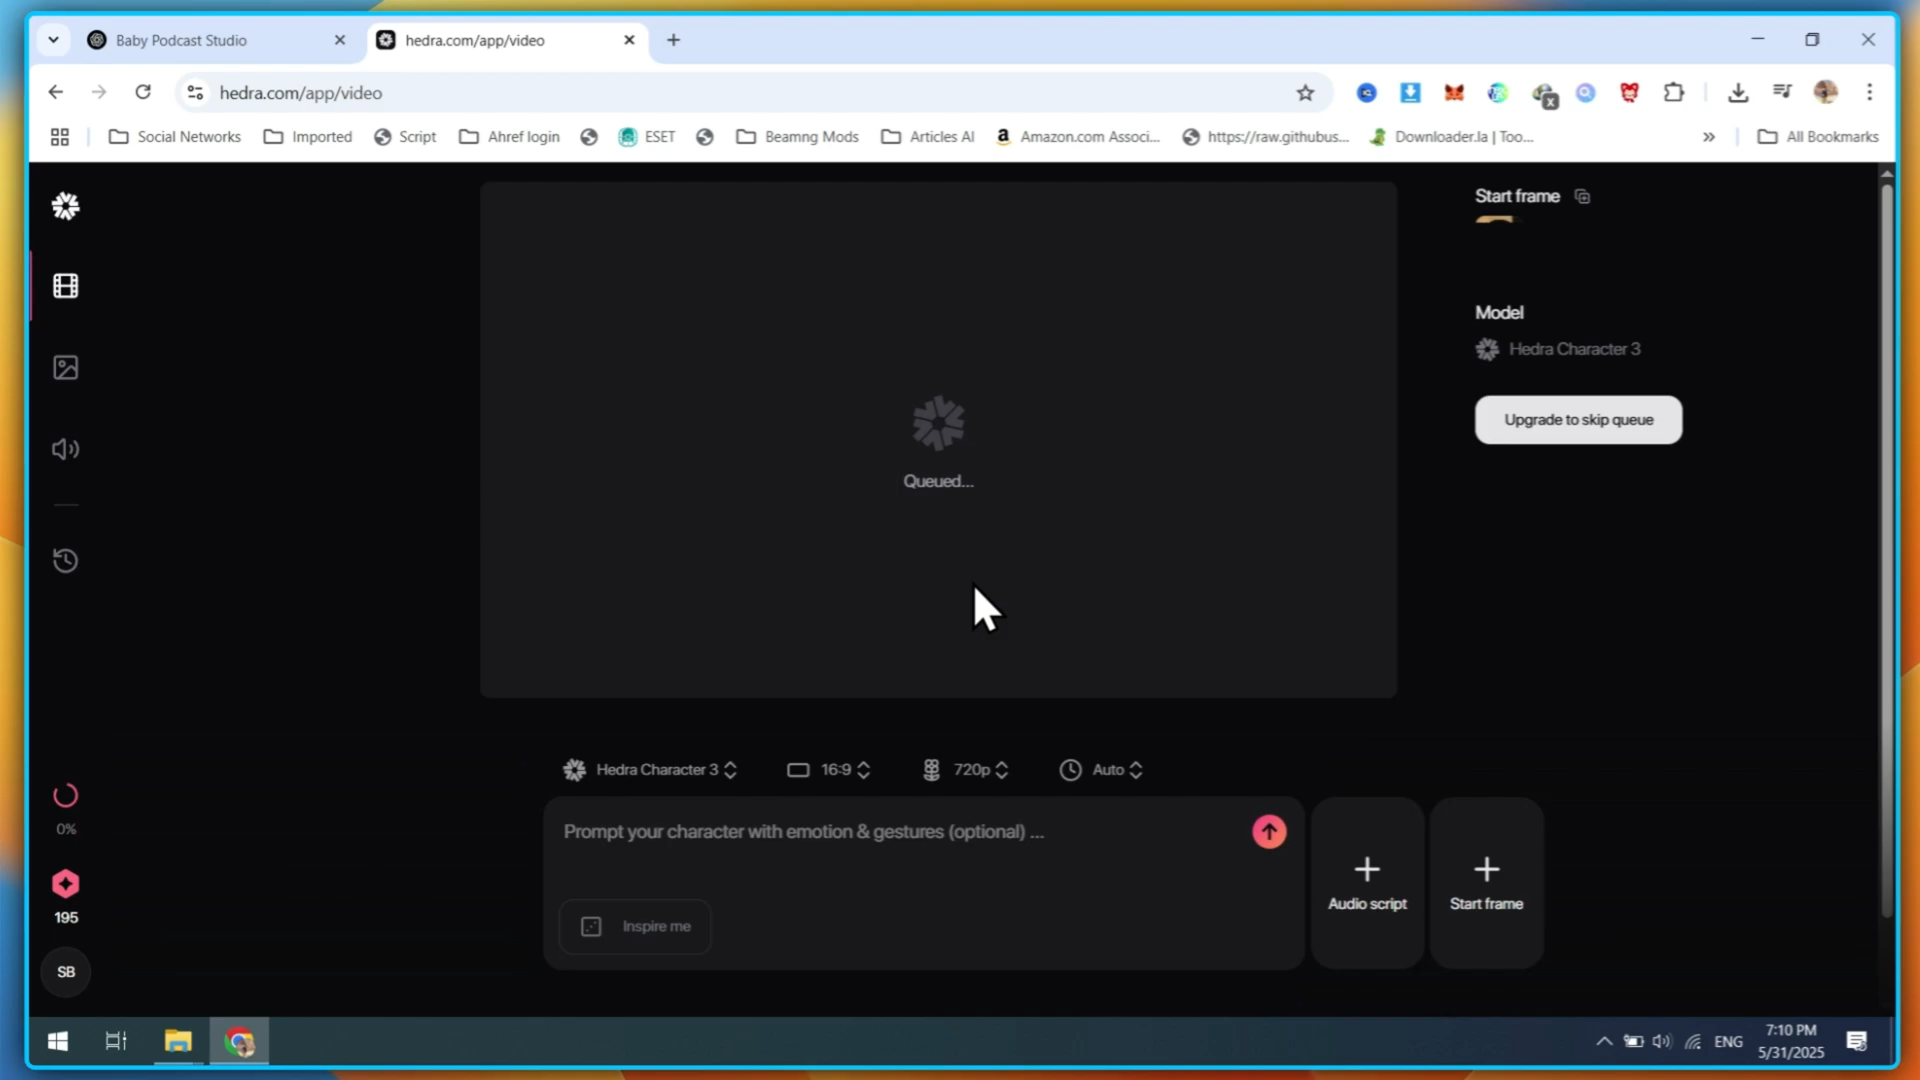 Baby Podcast Studio
hedra.com/app/video
hedra.com/app/video
Social Networks
Imported
Script
Ahref login
ESET
Beamng Mods
Articles AI
Amazon.com Associ...
https://raw.githubus...
Downloader.la | Too...
All Bookmarks
Start frame
Model
Hedra Character 3
Upgrade to skip queue
Queued...
Hedra Character 3
16:9
720p
Auto
Prompt your character with emotion & gestures (optional) ...
Inspire me
Audio script
Start frame
0%
195
SB
ENG
7:10 PM
5/31/2025